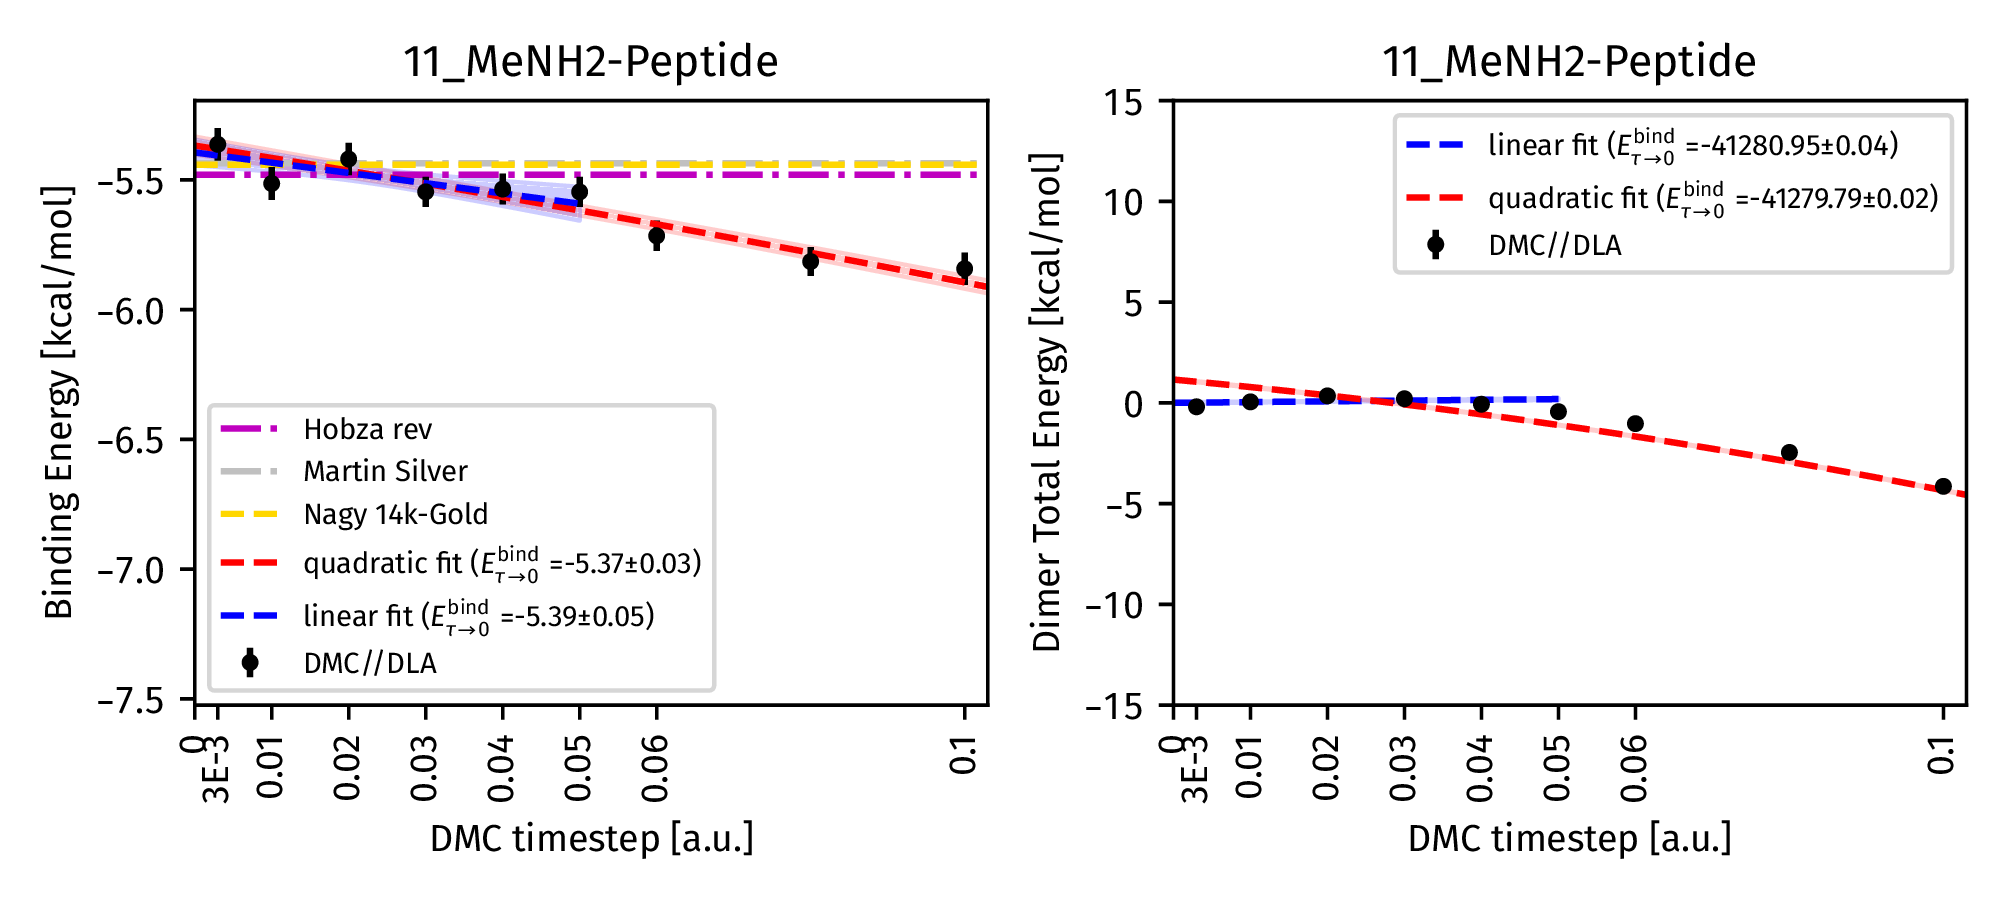 11_MeNH2-Peptide
Binding Energy [kcal/mol]
−5.5
−6.0
−6.5
−7.0
−7.5
Hobza rev
Martin Silver
Nagy 14k-Gold
quadratic fit (E^bind_τ→0 =-5.37±0.03)
linear fit (E^bind_τ→0 =-5.39±0.05)
DMC//DLA
0
3E-3
0.01
0.02
0.03
0.04
0.05
0.06
0.1
DMC timestep [a.u.]
11_MeNH2-Peptide
Dimer Total Energy [kcal/mol]
15
10
5
0
−5
−10
−15
linear fit (E^bind_τ→0 =-41280.95±0.04)
quadratic fit (E^bind_τ→0 =-41279.79±0.02)
DMC//DLA
0
3E-3
0.01
0.02
0.03
0.04
0.05
0.06
0.1
DMC timestep [a.u.]